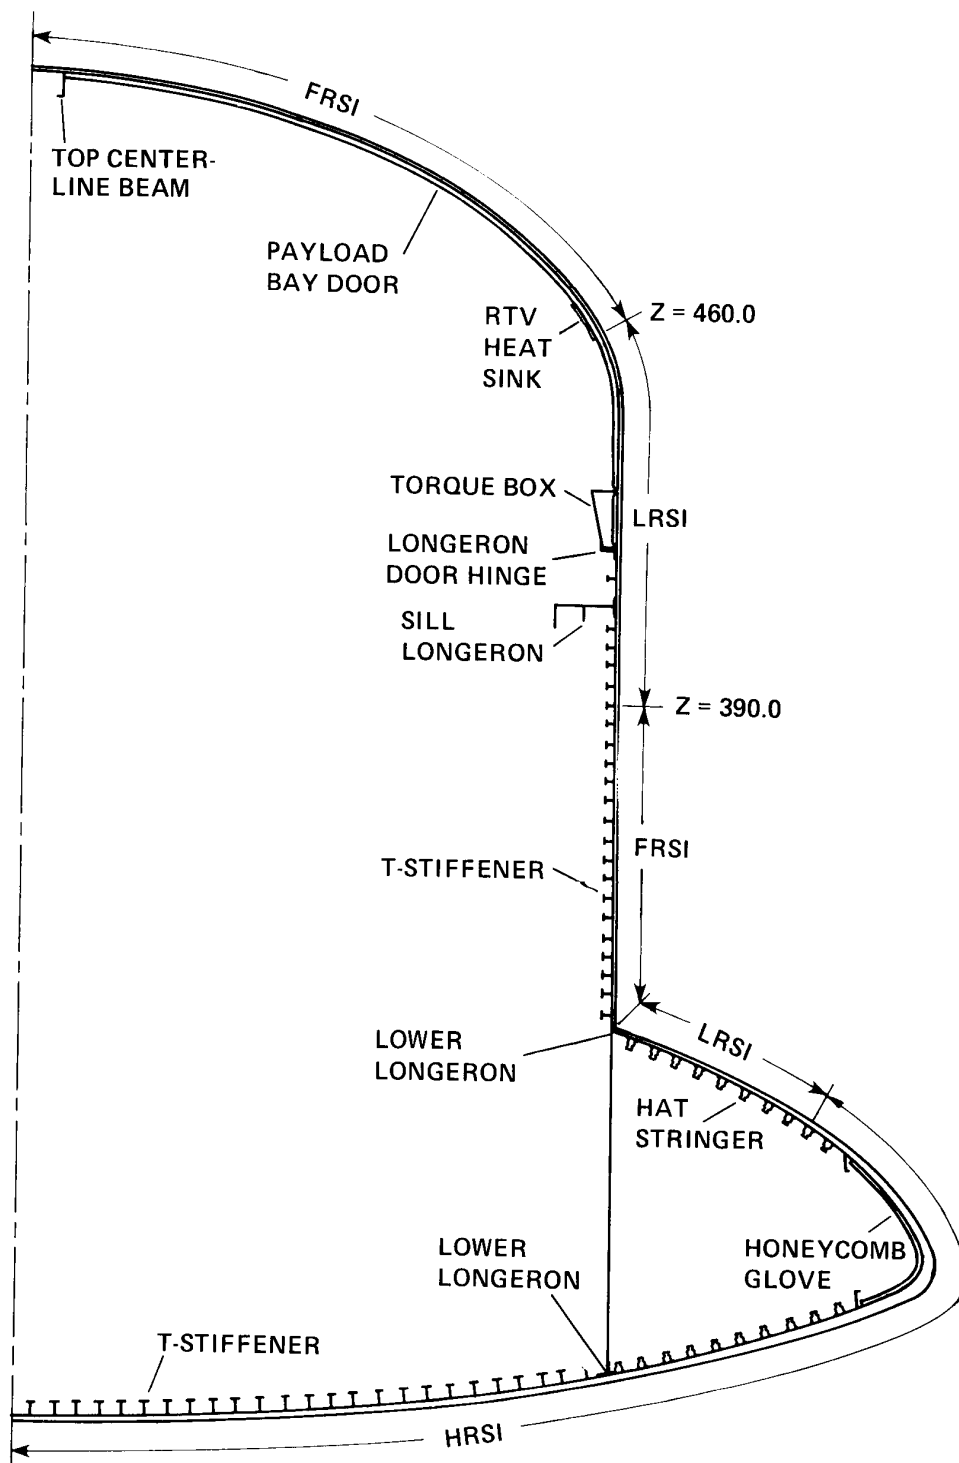 FRSI
TOP CENTER-
LINE BEAM
PAYLOAD
BAY DOOR
RTV
HEAT
SINK
Z = 460.0
TORQUE BOX
LRSI
LONGERON
DOOR HINGE
SILL
LONGERON
Z = 390.0
FRSI
T-STIFFENER
LOWER
LONGERON
LRSI
HAT
STRINGER
LOWER
LONGERON
HONEYCOMB
GLOVE
T-STIFFENER
HRSI